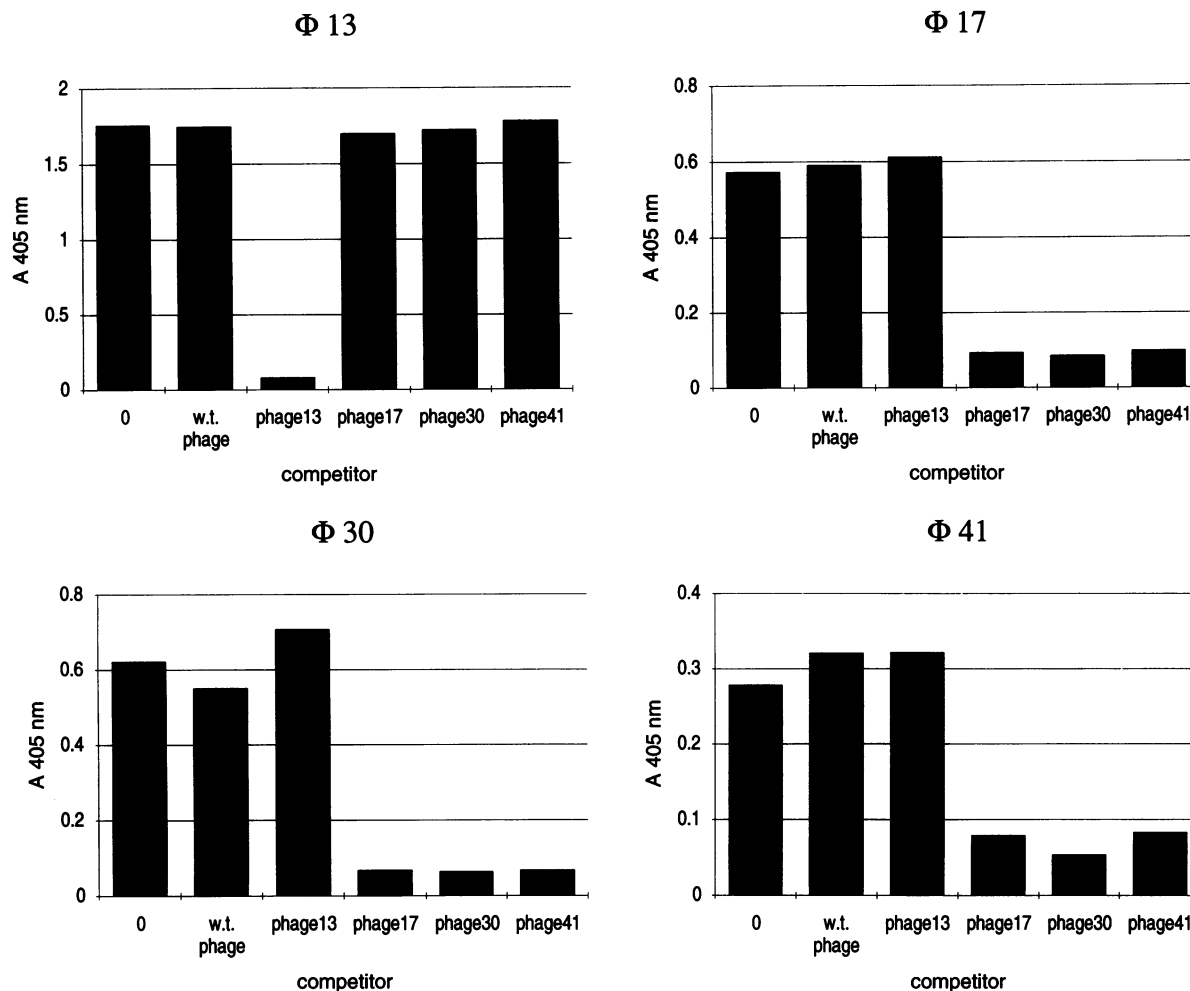 Φ 13
A 405 nm
2
1.5
1
0.5
0
0 w.t. phage13 phage17 phage30 phage41
phage
competitor
Φ 17
A 405 nm
0.8
0.6
0.4
0.2
0
0 w.t. phage13 phage17 phage30 phage41
phage
competitor
Φ 30
A 405 nm
0.8
0.6
0.4
0.2
0
0 w.t. phage13 phage17 phage30 phage41
phage
competitor
Φ 41
A 405 nm
0.4
0.3
0.2
0.1
0
0 w.t. phage13 phage17 phage30 phage41
phage
competitor